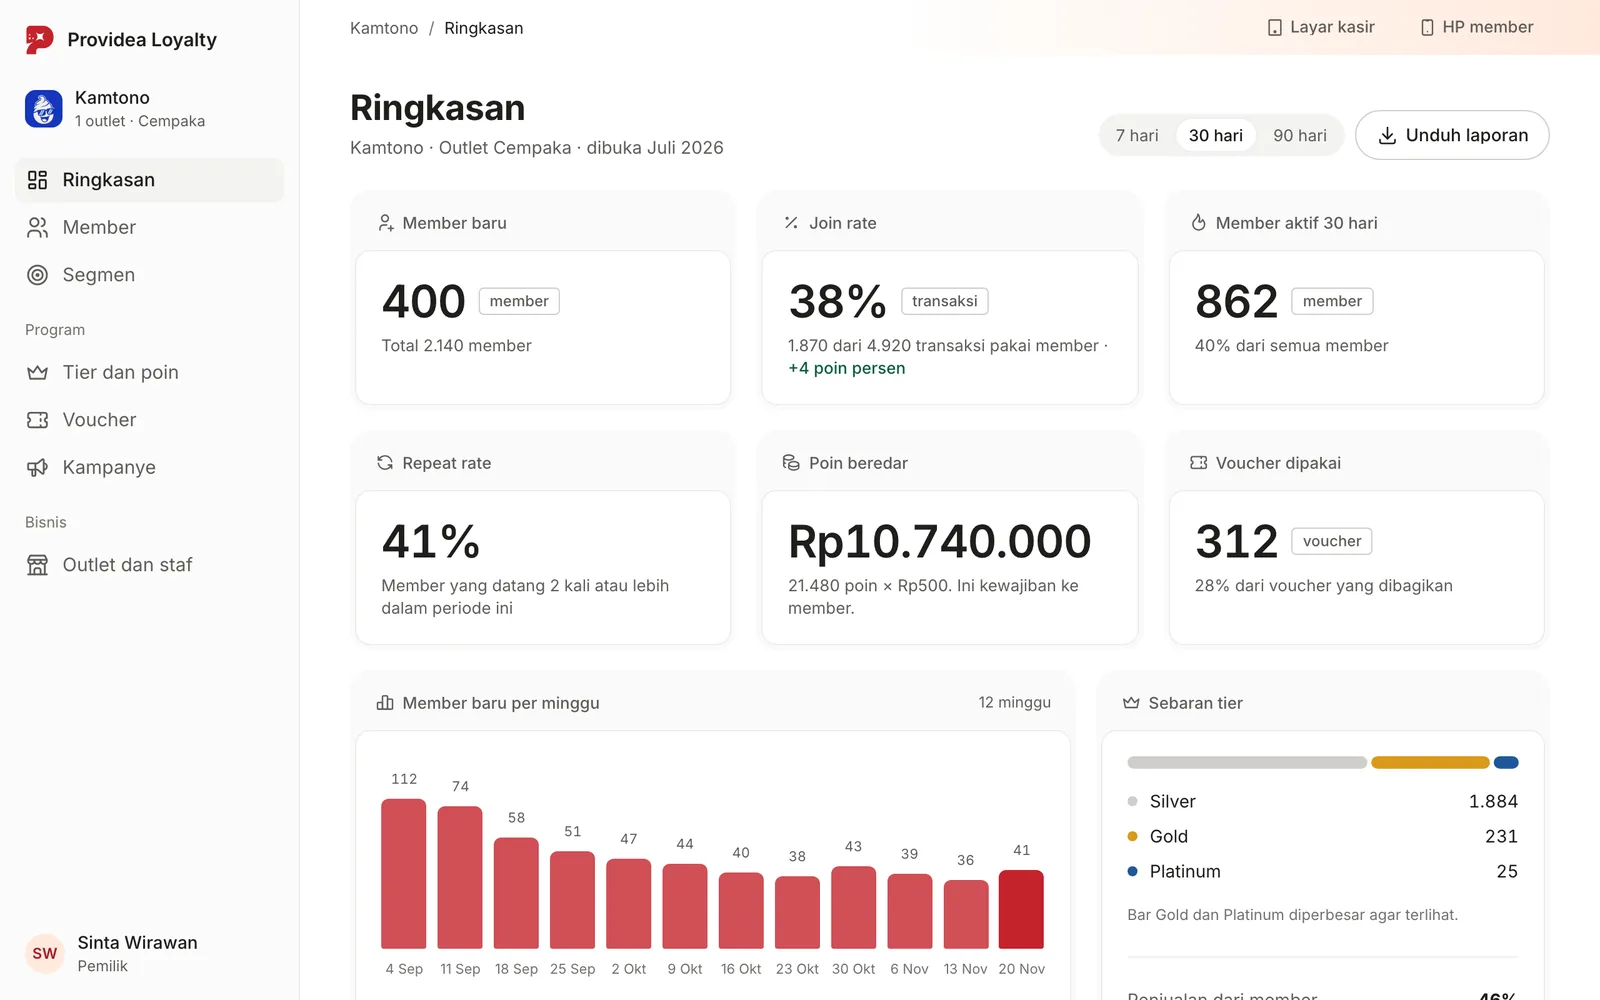 Providea Loyalty
Kamtono
1 outlet · Cempaka
Ringkasan
Member
Segmen
Program
Tier dan poin
Voucher
Kampanye
Bisnis
Outlet dan staf
SW
Sinta Wirawan
Pemilik
Kamtono / Ringkasan
Layar kasir
HP member
Ringkasan
Kamtono · Outlet Cempaka · dibuka Juli 2026
7 hari
30 hari
90 hari
Unduh laporan
Member baru
400 member
Total 2.140 member
Join rate
38% transaksi
1.870 dari 4.920 transaksi pakai member ·
+4 poin persen
Member aktif 30 hari
862 member
40% dari semua member
Repeat rate
41%
Member yang datang 2 kali atau lebih
dalam periode ini
Poin beredar
Rp10.740.000
21.480 poin × Rp500. Ini kewajiban ke
member.
Voucher dipakai
312 voucher
28% dari voucher yang dibagikan
Member baru per minggu
12 minggu
112 74 58 51 47 44 40 38 43 39 36 41
4 Sep 11 Sep 18 Sep 25 Sep 2 Okt 9 Okt 16 Okt 23 Okt 30 Okt 6 Nov 13 Nov 20 Nov
Sebaran tier
Silver 1.884
Gold 231
Platinum 25
Bar Gold dan Platinum diperbesar agar terlihat.
Penjualan dari member 46%